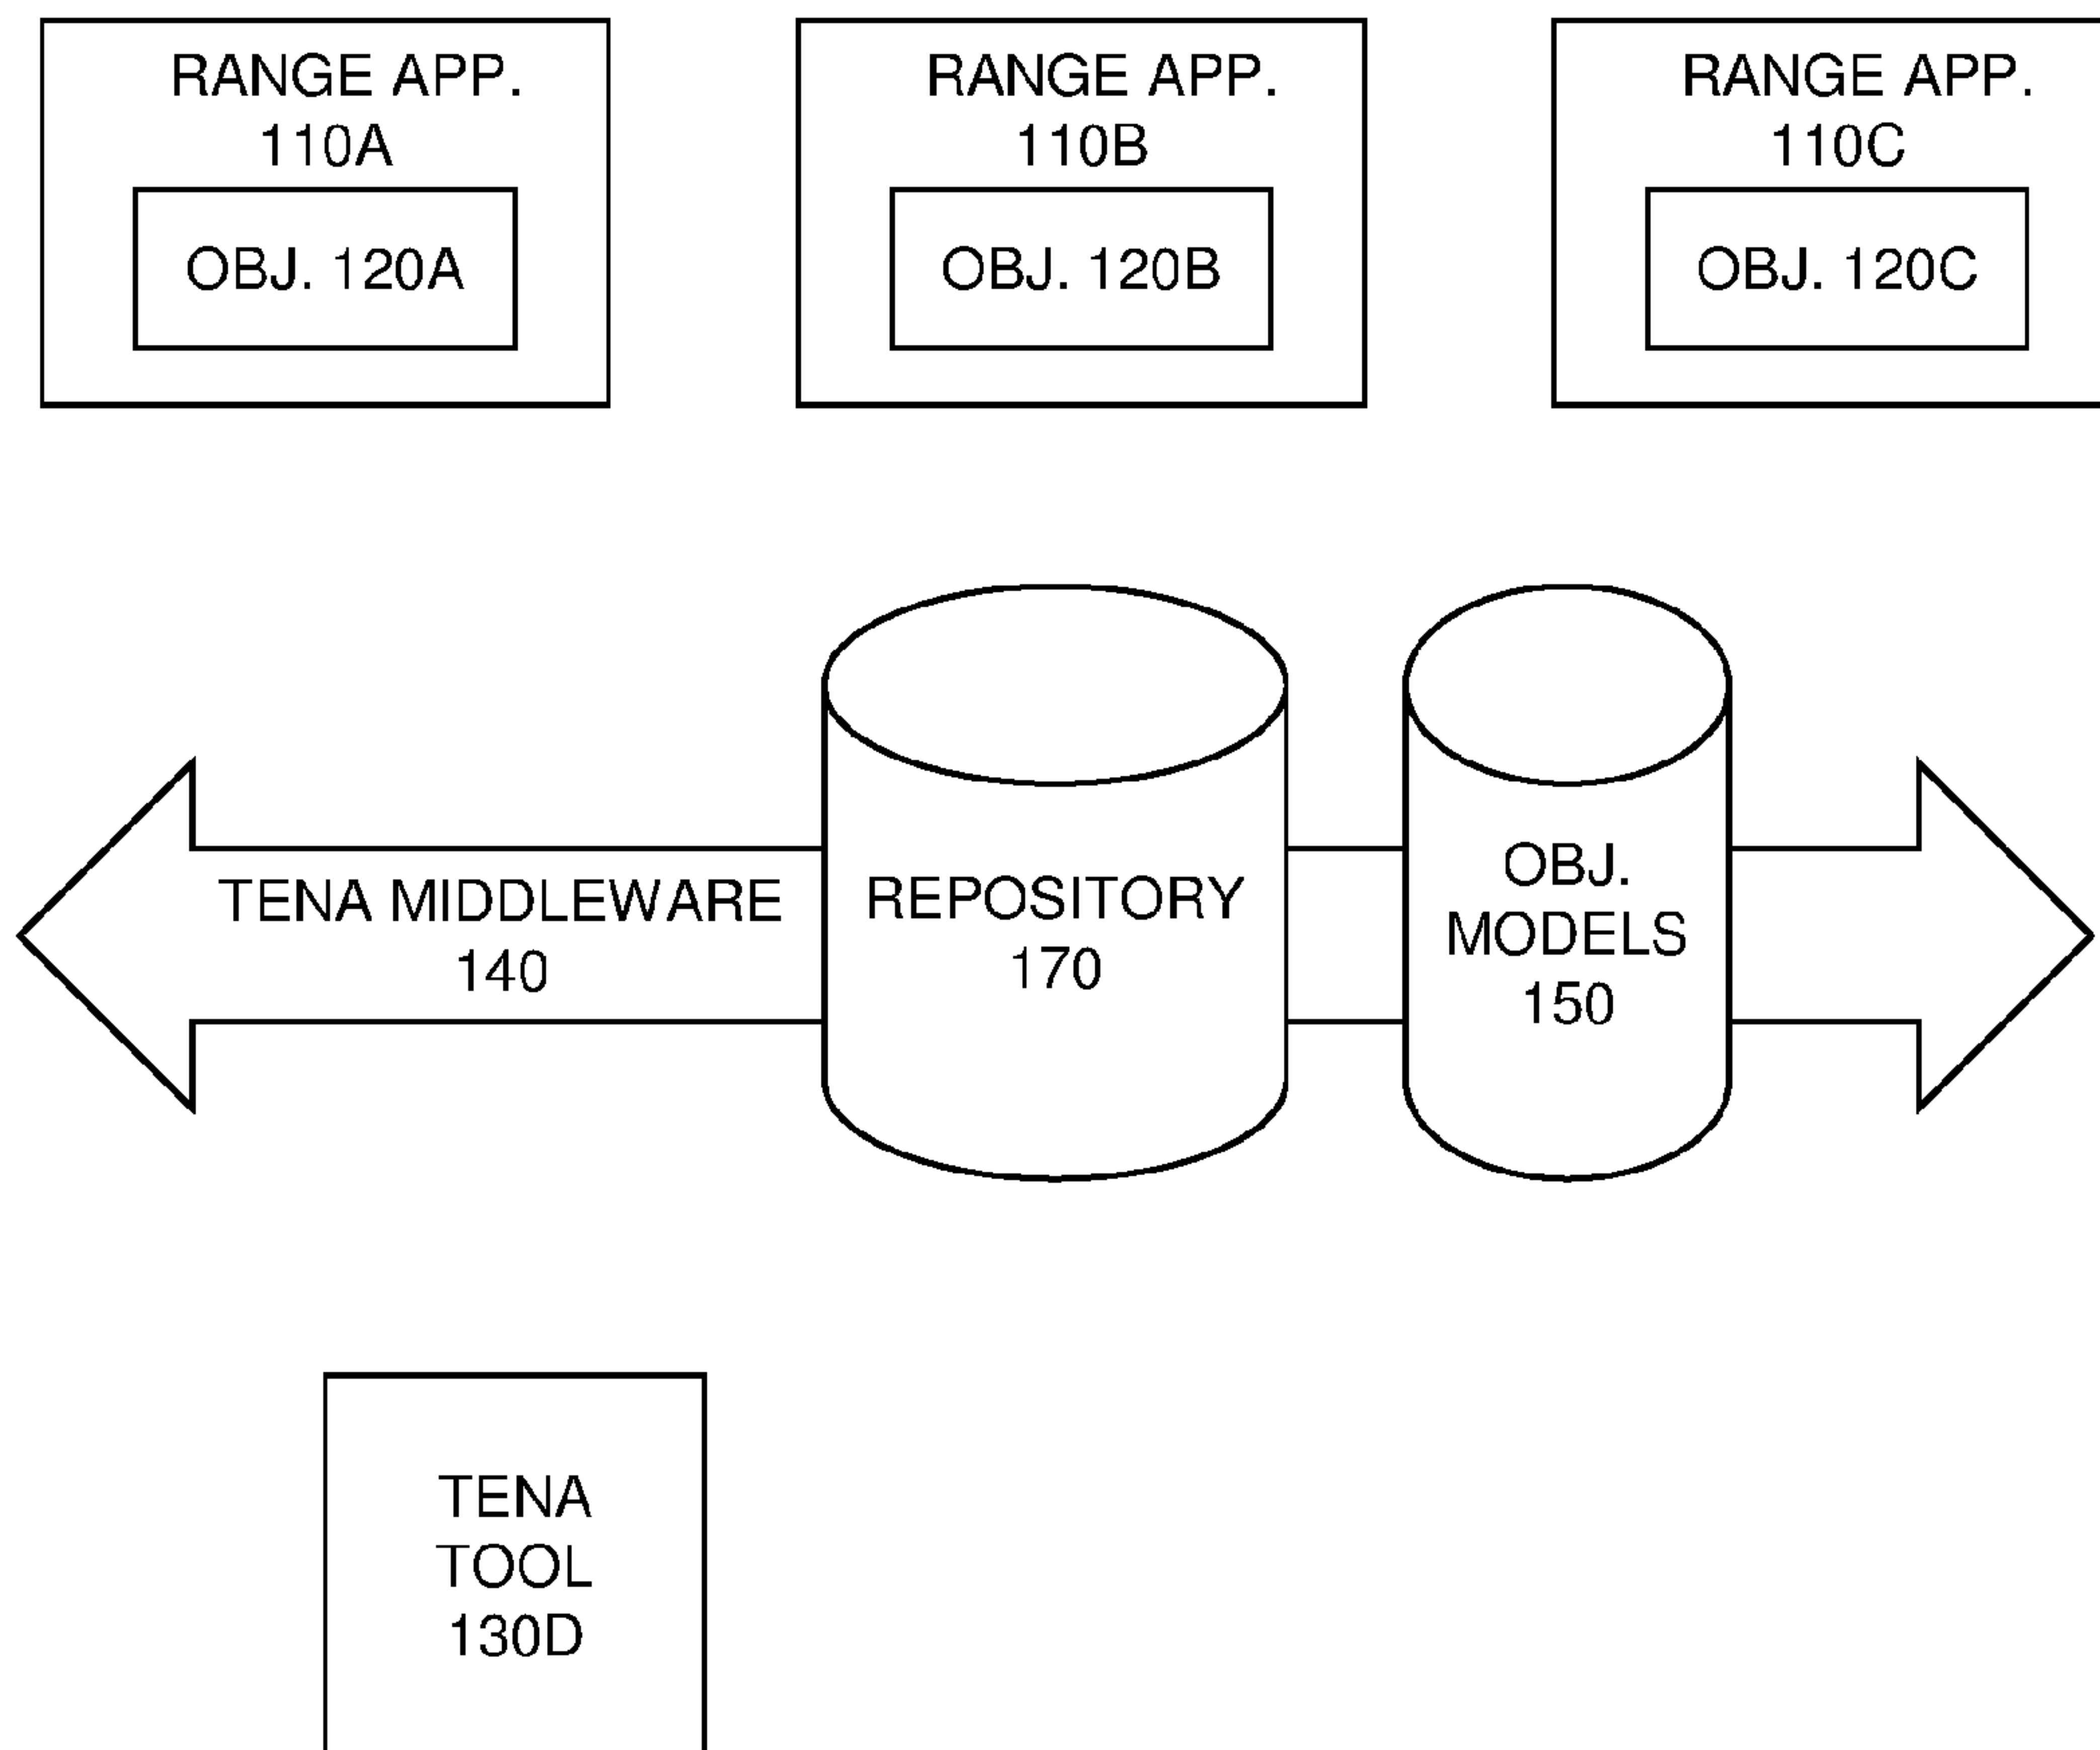 RANGE APP.
110A
OBJ. 120A
RANGE APP.
110B
OBJ. 120B
RANGE APP.
110C
OBJ. 120C
TENA MIDDLEWARE
140
REPOSITORY
170
OBJ.
MODELS
150
TENA
TOOL
130D